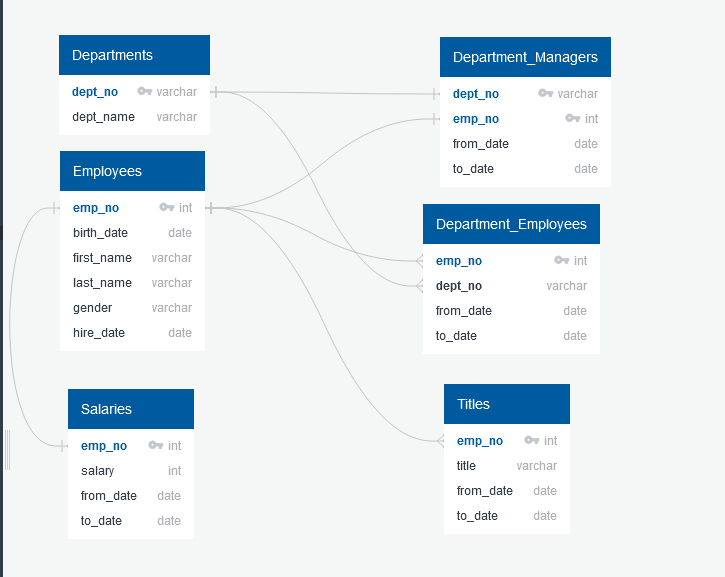 Departments
dept_no varchar
dept_name varchar
Employees
emp_no int
birth_date date
first_name varchar
last_name varchar
gender varchar
hire_date date
Salaries
emp_no int
salary int
from_date date
to_date date
Department_Managers
dept_no varchar
emp_no int
from_date date
to_date date
Department_Employees
emp_no int
dept_no varchar
from_date date
to_date date
Titles
emp_no int
title varchar
from_date date
to_date date